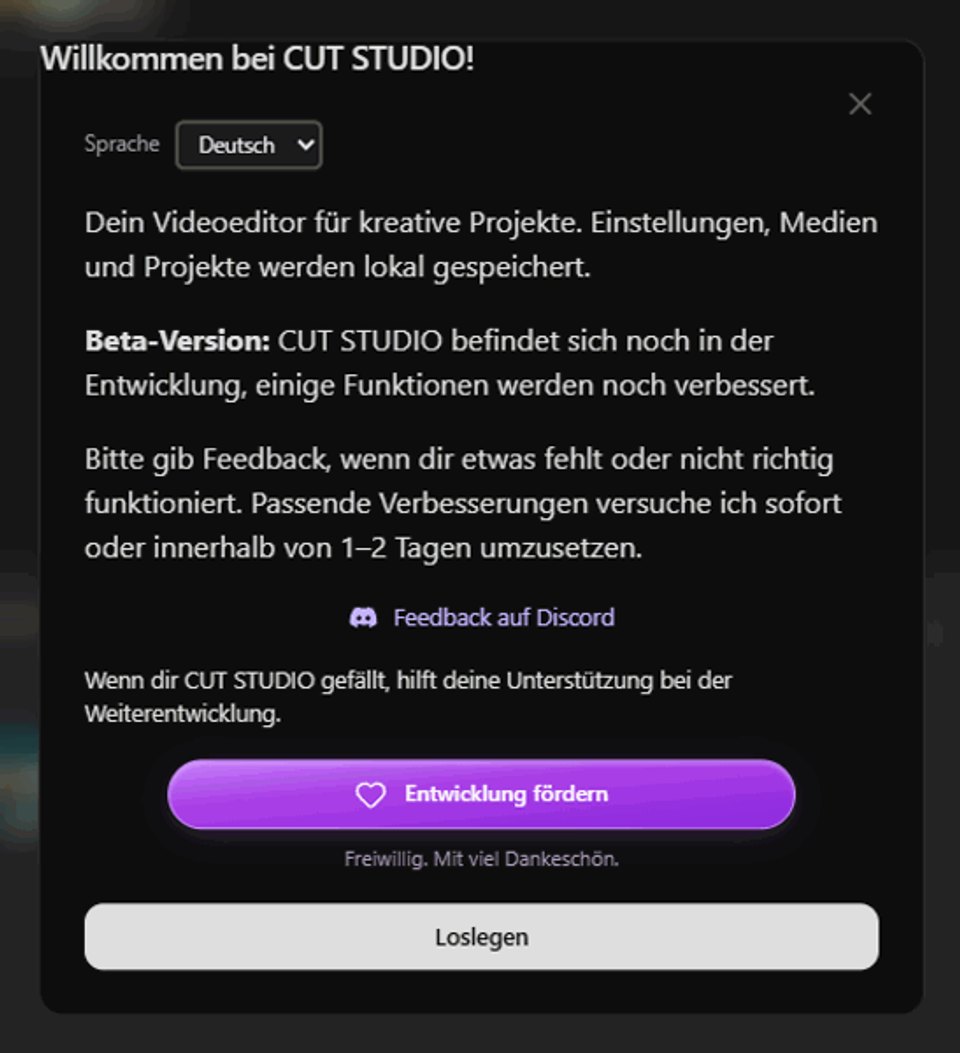 Willkommen bei CUT STUDIO!
Sprache Deutsch
Dein Videoeditor für kreative Projekte. Einstellungen, Medien
und Projekte werden lokal gespeichert.
Beta-Version: CUT STUDIO befindet sich noch in der
Entwicklung, einige Funktionen werden noch verbessert.
Bitte gib Feedback, wenn dir etwas fehlt oder nicht richtig
funktioniert. Passende Verbesserungen versuche ich sofort
oder innerhalb von 1–2 Tagen umzusetzen.
Feedback auf Discord
Wenn dir CUT STUDIO gefällt, hilft deine Unterstützung bei der
Weiterentwicklung.
Entwicklung fördern
Freiwillig. Mit viel Dankeschön.
Loslegen